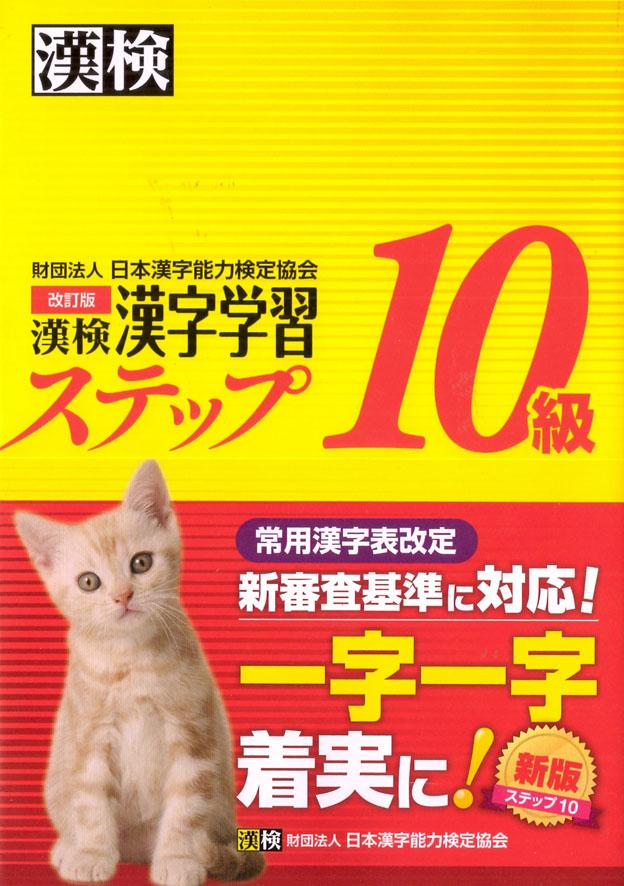 漢検
財団法人 日本漢字能力検定協会
改訂版
漢検 漢字学習
ステップ
10級
常用漢字表改定
新審査基準に対応!
一字一字
着実に!
新版
ステップ10
漢検 財団法人 日本漢字能力検定協会